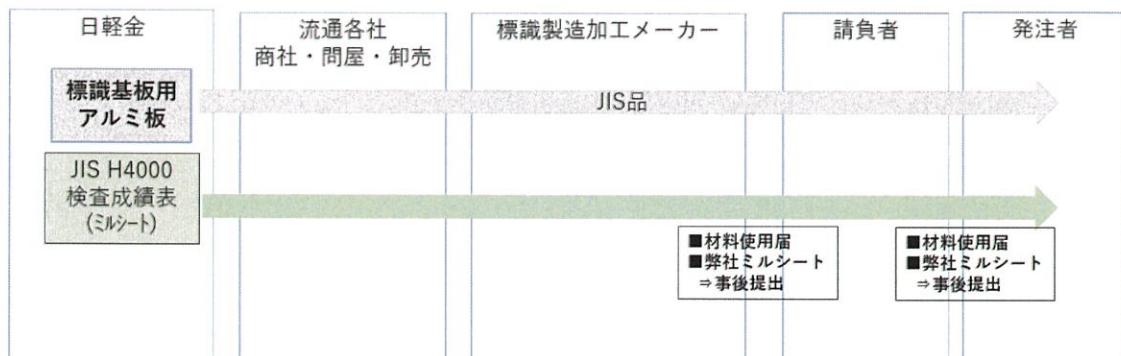 日軽金
流通各社
商社・問屋・卸売
標識製造加工メーカー
請負者
発注者
標識基板用
アルミ板
JIS品
JIS H4000
検査成績表
(ミルシート)
■材料使用届
■弊社ミルシート
⇒事後提出
■材料使用届
■弊社ミルシート
⇒事後提出